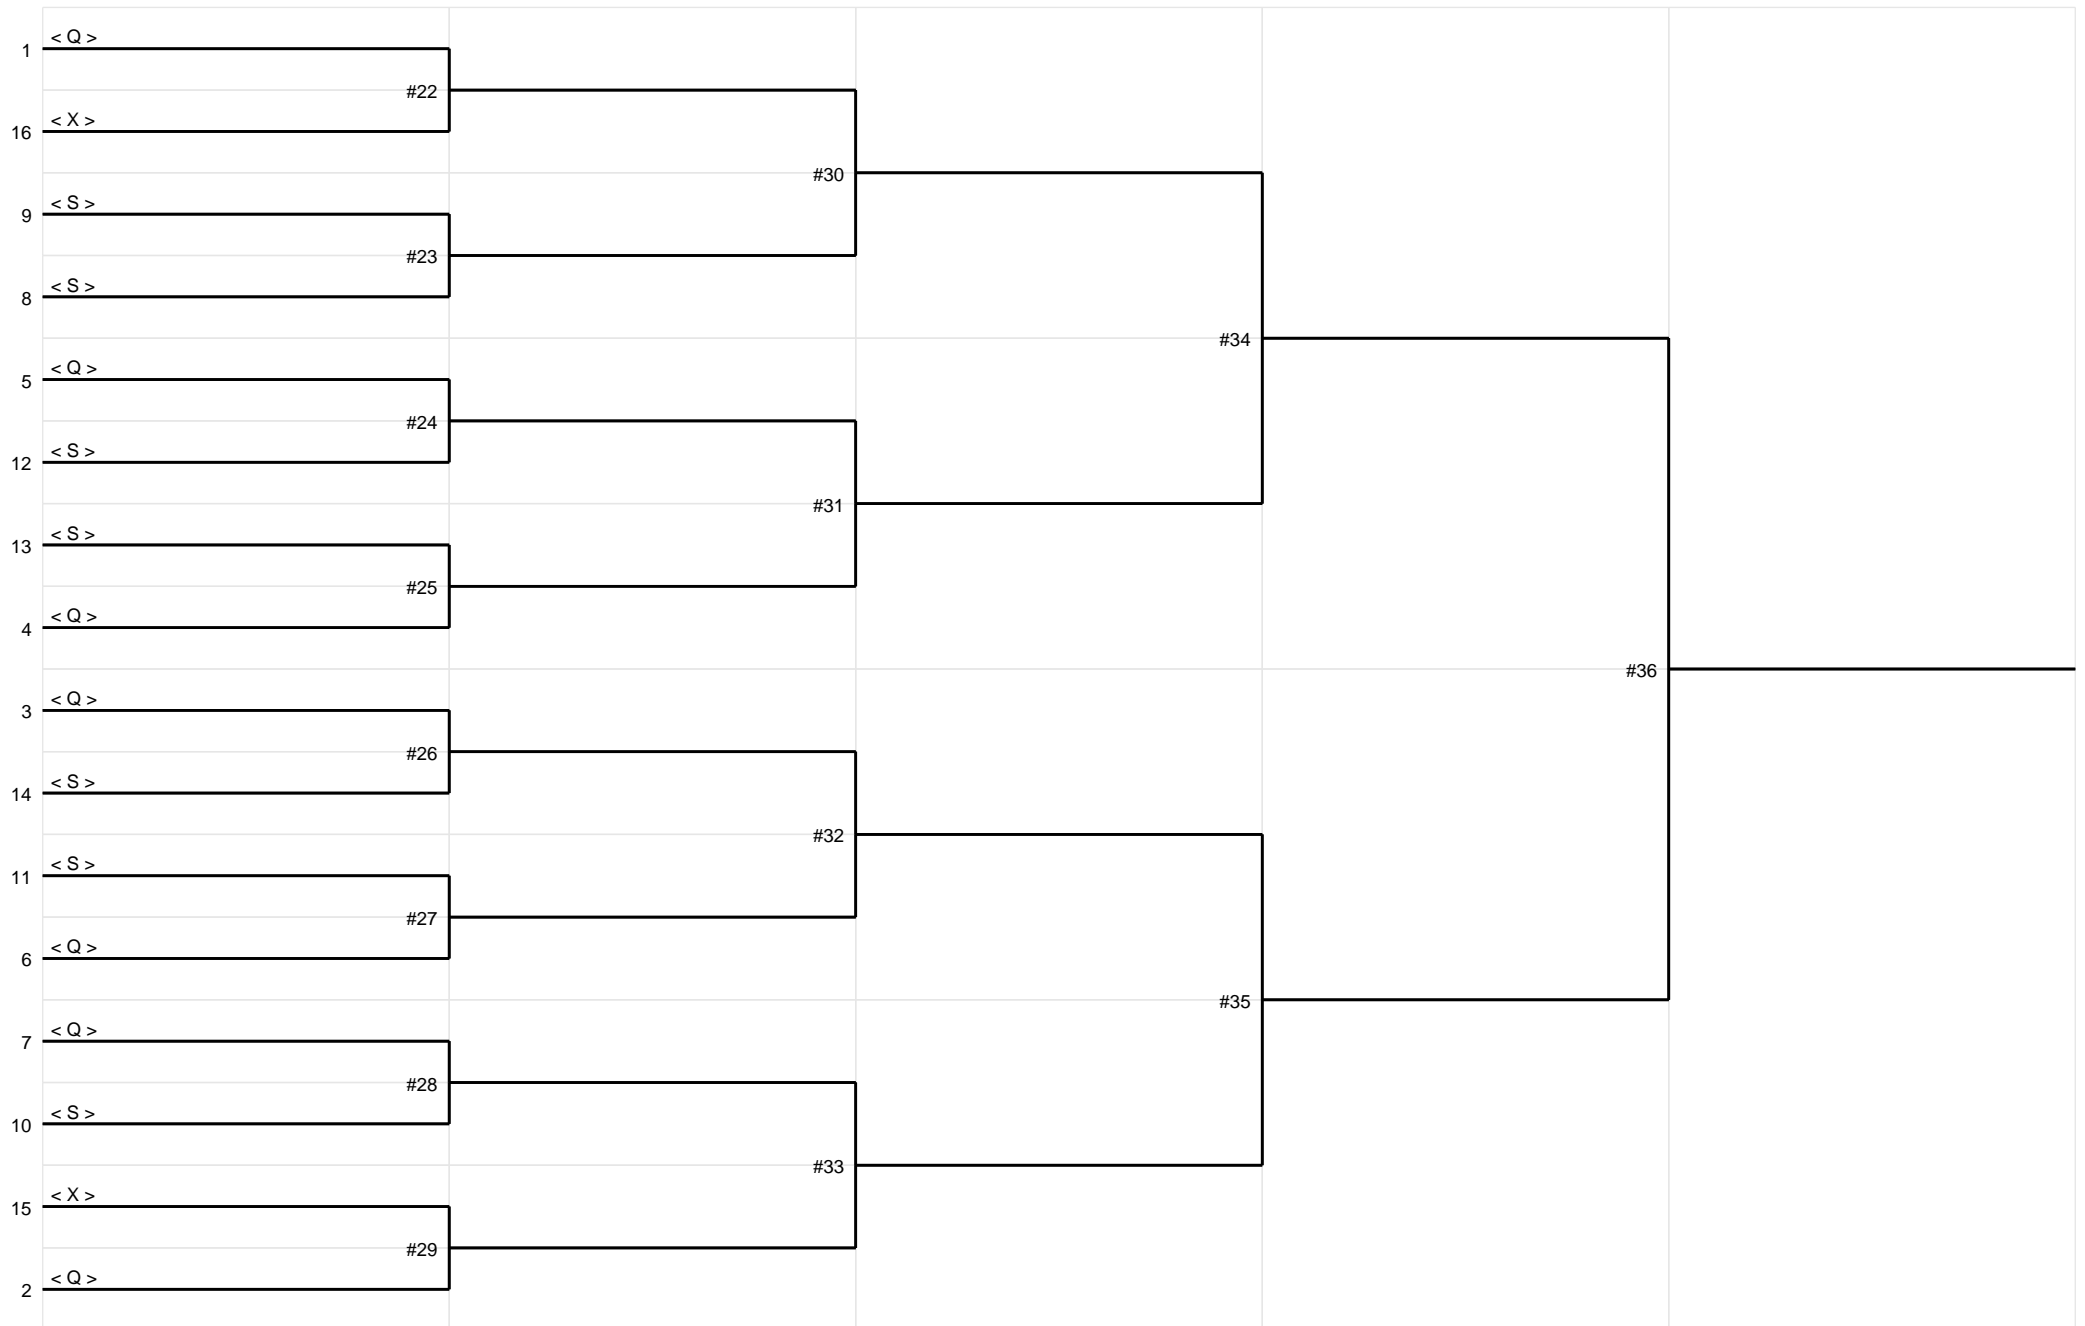 < Q >
1
#22
< X >
16
#30
< S >
9
#23
< S >
8
#34
< Q >
5
#24
< S >
12
#31
< S >
13
#25
< Q >
4
#36
< Q >
3
#26
< S >
14
#32
< S >
11
#27
< Q >
6
#35
< Q >
7
#28
< S >
10
#33
< X >
15
#29
< Q >
2